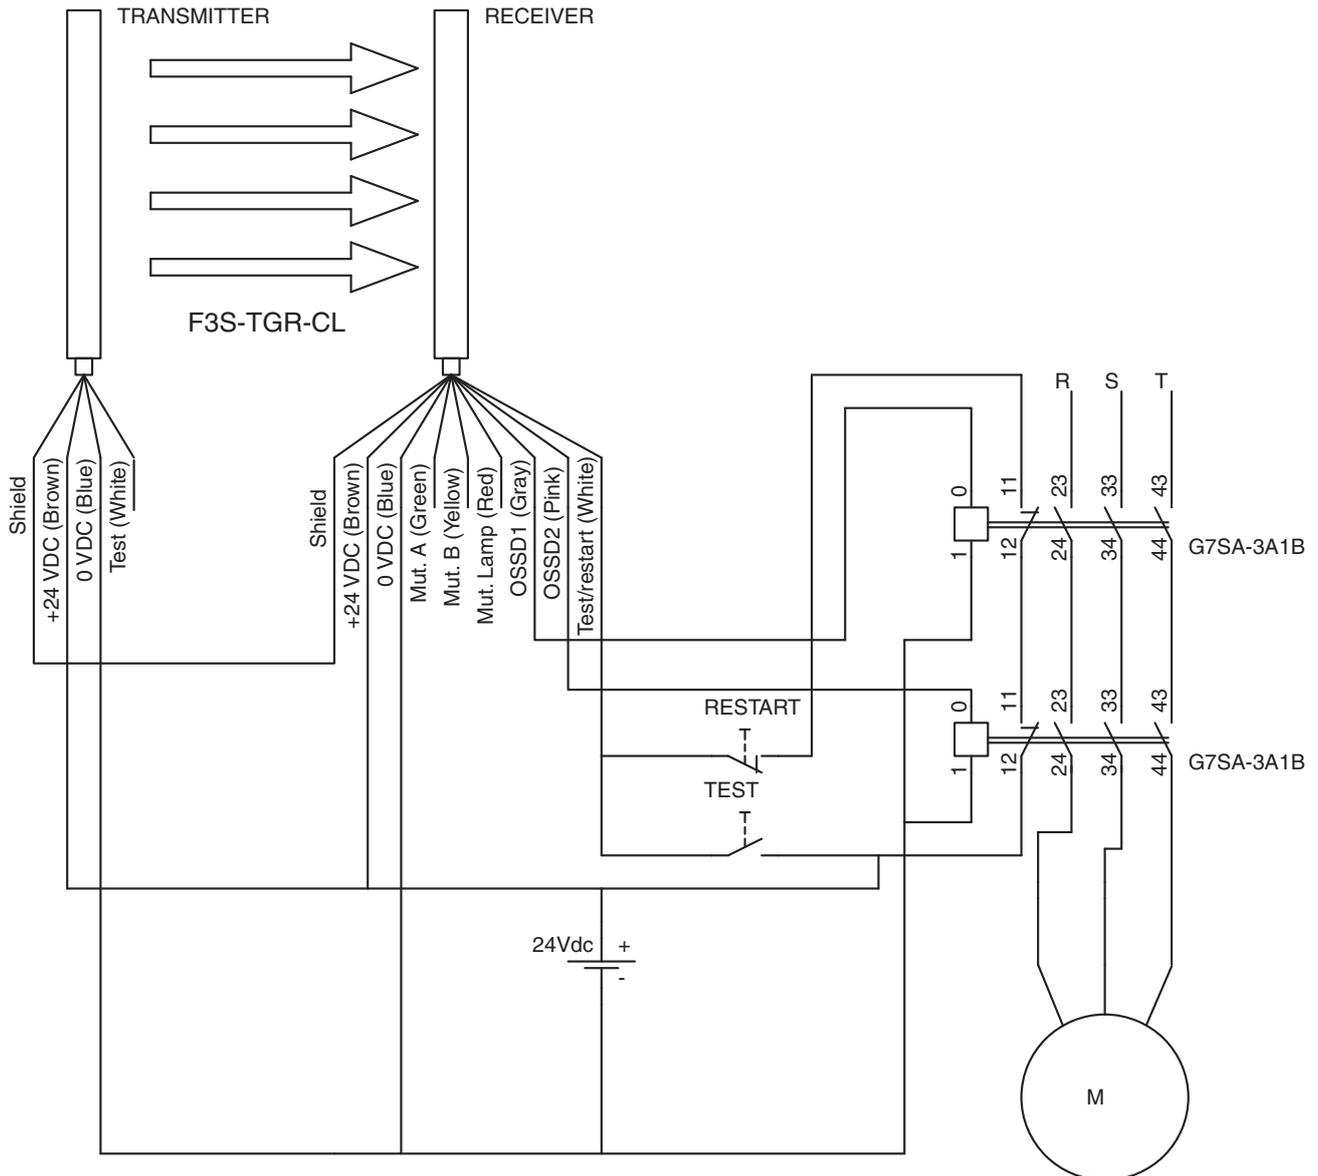 TRANSMITTER
RECEIVER
F3S-TGR-CL
Shield
+24 VDC (Brown)
0 VDC (Blue)
Test (White)
Shield
+24 VDC (Brown)
0 VDC (Blue)
Mut. A (Green)
Mut. B (Yellow)
Mut. Lamp (Red)
OSSD1 (Gray)
OSSD2 (Pink)
Test/restart (White)
R S T
0 11 23 33 43
1 12 24 34 44
G7SA-3A1B
RESTART
0 11 23 33 43
1 12 24 34 44
G7SA-3A1B
TEST
24Vdc + -
M